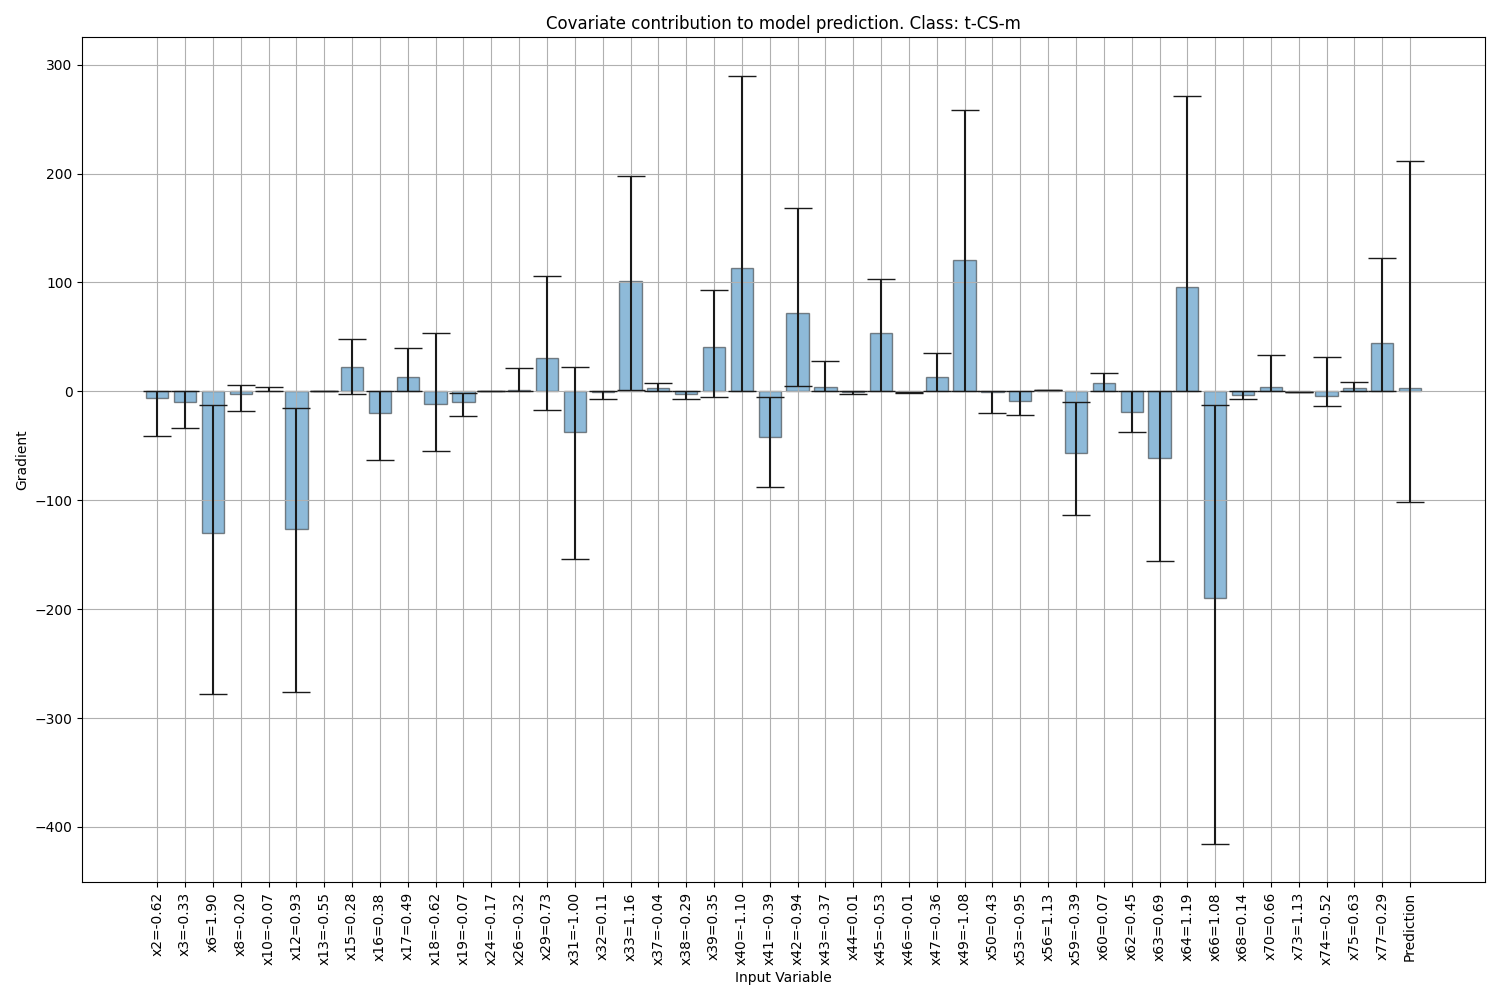 Covariate contribution to model prediction. Class: t-CS-m
Gradient
300
200
100
0
−100
−200
−300
−400
x2=-0.62
x3=-0.33
x6=1.90
x8=-0.20
x10=-0.07
x12=0.93
x13=-0.55
x15=0.28
x16=0.38
x17=0.49
x18=-0.62
x19=-0.07
x24=-0.17
x26=-0.32
x29=0.73
x31=-1.00
x32=0.11
x33=1.16
x37=-0.04
x38=-0.29
x39=0.35
x40=-1.10
x41=-0.39
x42=-0.94
x43=-0.37
x44=0.01
x45=-0.53
x46=-0.01
x47=-0.36
x49=-1.08
x50=0.43
x53=-0.95
x56=1.13
x59=-0.39
x60=0.07
x62=0.45
x63=0.69
x64=1.19
x66=1.08
x68=0.14
x70=0.66
x73=1.13
x74=-0.52
x75=0.63
x77=0.29
Prediction
Input Variable